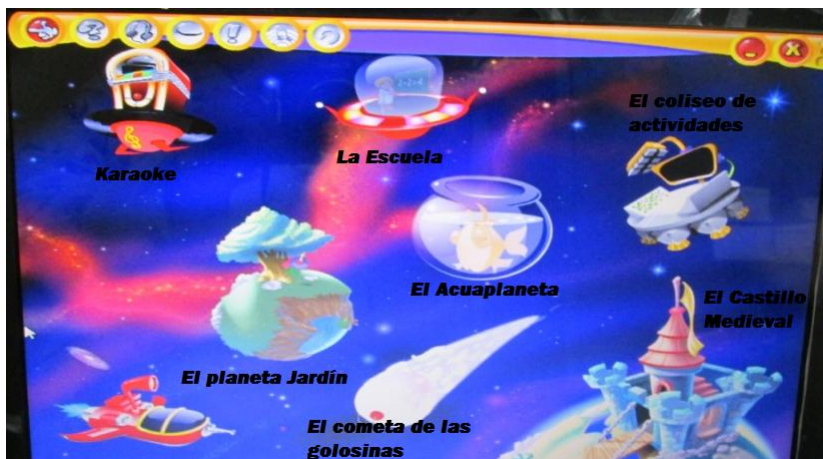 Karaoke
La Escuela
El coliseo de
actividades
El Acuaplaneta
El Castillo
Medieval
El planeta Jardín
El cometa de las
golosinas